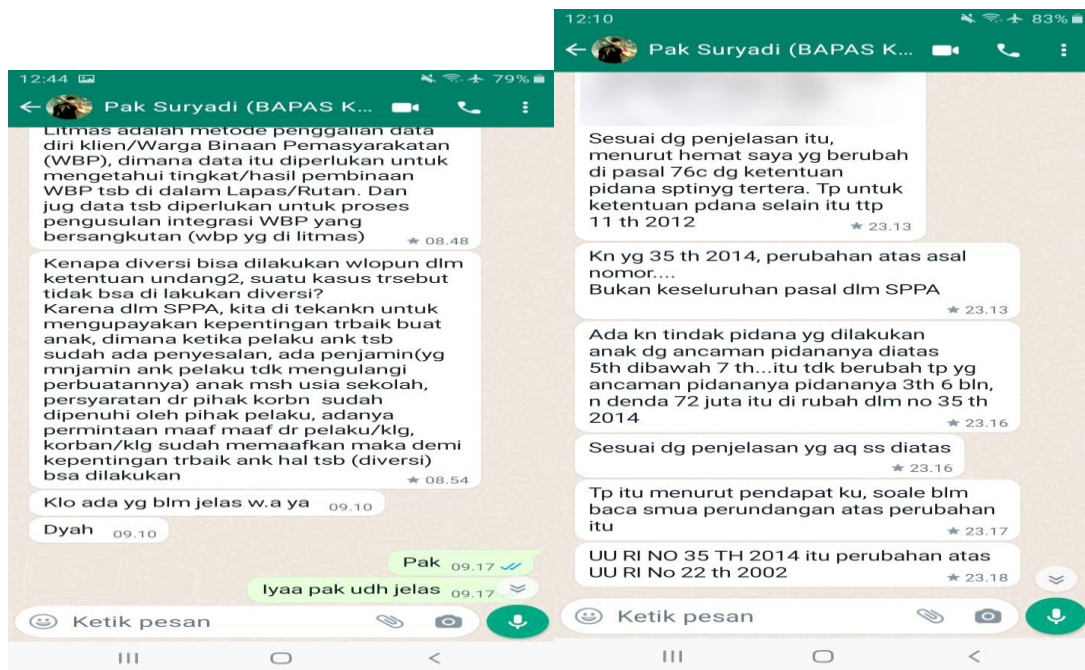 12:44
79%
Pak Suryadi (BAPAS K...
Litmas adalah metode penggalian data
diri klien/Warga Binaan Pemasyarakatan
(WBP), dimana data itu diperlukan untuk
mengetahui tingkat/hasil pembinaan
WBP tsb di dalam Lapas/Rutan. Dan
jug data tsb diperlukan untuk proses
pengusulan integrasi WBP yang
bersangkutan (wbp yg di litmas)
★ 08.48
Kenapa diversi bisa dilakukan wlopun dlm
ketentuan undang2, suatu kasus trsebut
tidak bsa di lakukan diversi?
Karena dlm SPPA, kita di tekankn untuk
mengupayakan kepentingan trbaik buat
anak, dimana ketika pelaku ank tsb
sudah ada penyesalan, ada penjamin(yg
mnjamin ank pelaku tdk mengulangi
perbuatannya) anak msh usia sekolah,
persyaratan dr pihak korbn sudah
dipenuhi oleh pihak pelaku, adanya
permintaan maaf maaf dr pelaku/klg,
korban/klg sudah memaafkan maka demi
kepentingan trbaik ank hal tsb (diversi)
bsa dilakukan
★ 08.54
Klo ada yg blm jelas w.a ya 09.10
Dyah 09.10
Pak 09.17
Iyaa pak udh jelas 09.17
Ketik pesan
12:10
83%
Pak Suryadi (BAPAS K...
Sesuai dg penjelasan itu,
menurut hemat saya yg berubah
di pasal 76c dg ketentuan
pidana sptinyg tertera. Tp untuk
ketentuan pdana selain itu ttp
11 th 2012
★ 23.13
Kn yg 35 th 2014, perubahan atas asal
nomor....
Bukan keseluruhan pasal dlm SPPA
★ 23.13
Ada kn tindak pidana yg dilakukan
anak dg ancaman pidananya diatas
5th dibawah 7 th...itu tdk berubah tp yg
ancaman pidananya pidananya 3th 6 bln,
n denda 72 juta itu di rubah dlm no 35 th
2014
★ 23.16
Sesuai dg penjelasan yg aq ss diatas
★ 23.16
Tp itu menurut pendapat ku, soale blm
baca smua perundangan atas perubahan
itu
★ 23.17
UU RI NO 35 TH 2014 itu perubahan atas
UU RI No 22 th 2002
★ 23.18
Ketik pesan